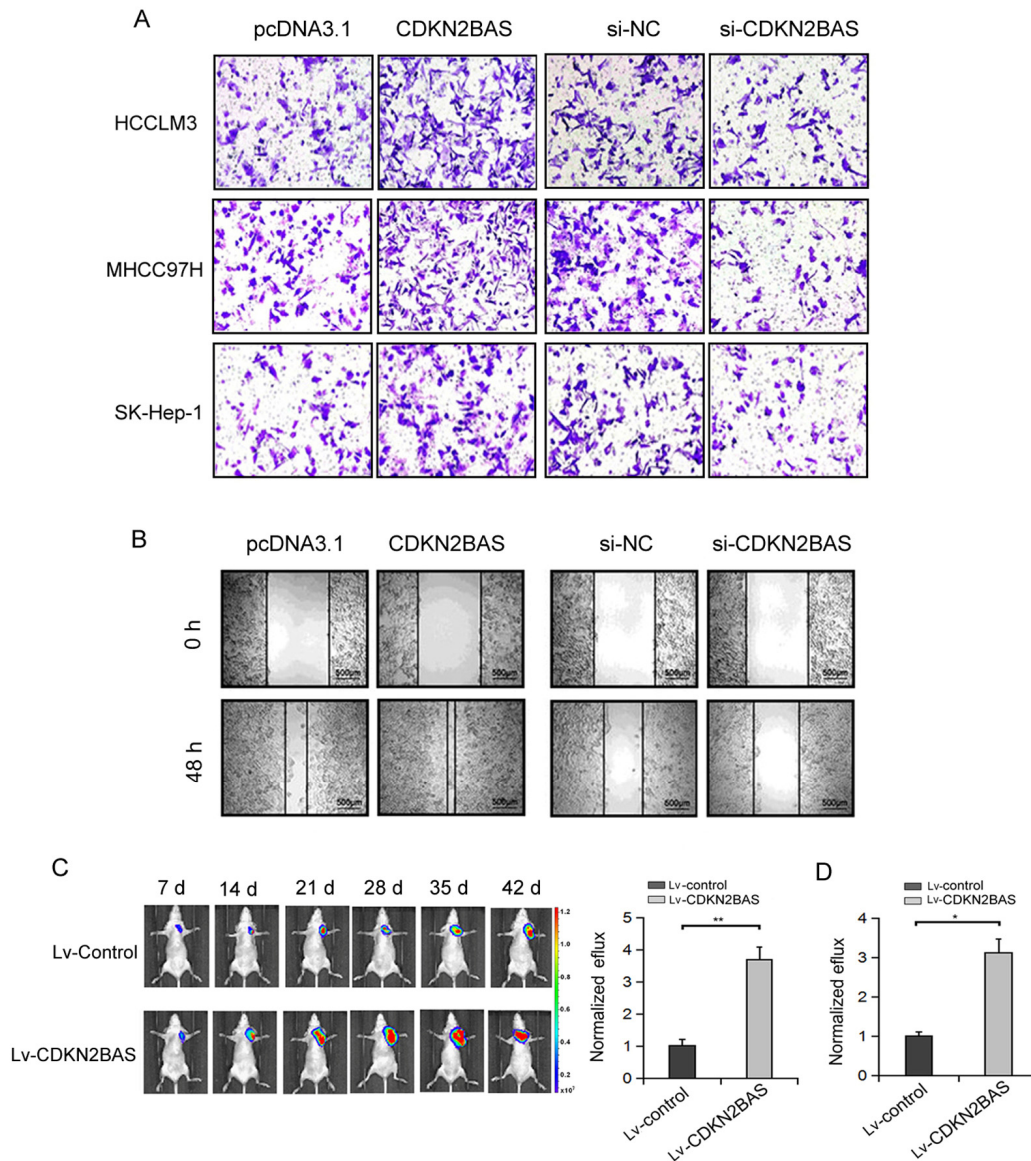 A
pcDNA3.1 CDKN2BAS si-NC si-CDKN2BAS
HCCLM3
MHCC97H
SK-Hep-1
B
pcDNA3.1 CDKN2BAS si-NC si-CDKN2BAS
0 h
500μm 500μm 500μm 500μm
48 h
500μm 500μm 500μm 500μm
C
7 d 14 d 21 d 28 d 35 d 42 d
Lv-Control
Lv-CDKN2BAS
1.2
1.0
0.8
0.6
0.4
0.2
x10⁷
Lv-control
Lv-CDKN2BAS
Normalized eflux
5
4
3
2
1
0
**
Lv-control
Lv-CDKN2BAS
D
Lv-control
Lv-CDKN2BAS
Normalized eflux
4
3
2
1
0
*
Lv-control
Lv-CDKN2BAS